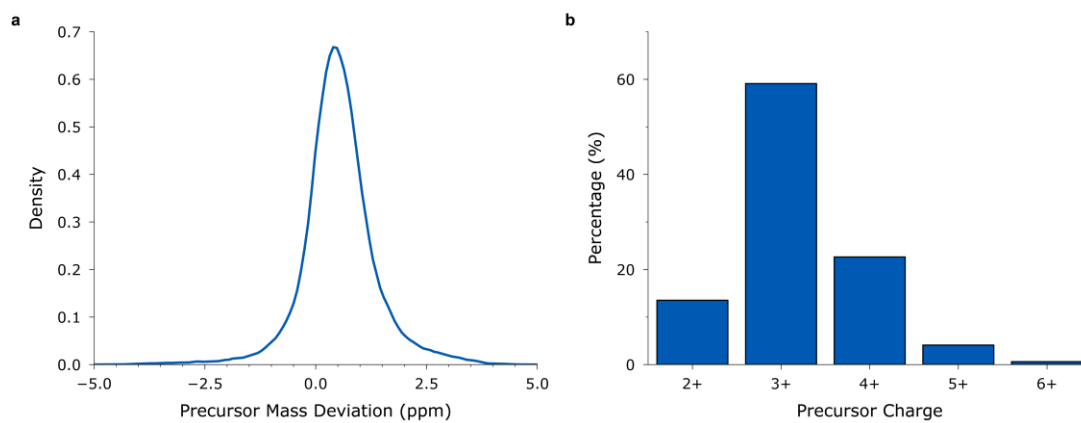 a
0.7
0.6
0.5
0.4
0.3
0.2
0.1
0.0
Density
−5.0 −2.5 0.0 2.5 5.0
Precursor Mass Deviation (ppm)
b
60
40
20
0
Percentage (%)
2+ 3+ 4+ 5+ 6+
Precursor Charge